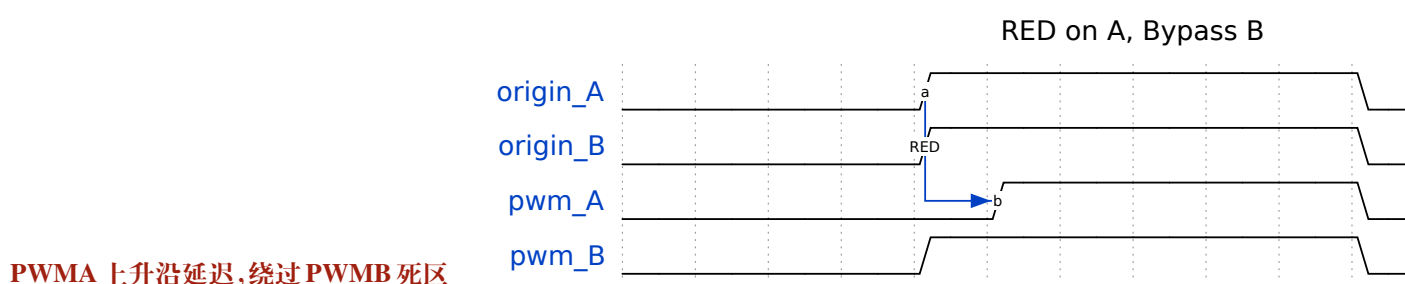 RED on A, Bypass B
origin_A
a
origin_B
RED
pwm_A
b
pwm_B
PWMA 上升沿延迟,绕过 PWMB 死区